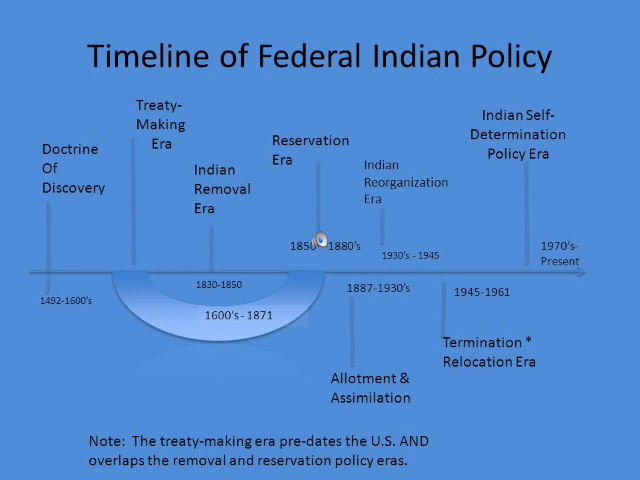 Timeline of Federal Indian Policy
Treaty-
Making
Era
Indian Self-
Determination
Policy Era
Doctrine
Of
Discovery
Reservation
Era
Indian
Removal
Era
Indian
Reorganization
Era
1850- 1880's
1930's - 1945
1970's-
Present
1492-1600's
1830-1850
1600's - 1871
1887-1930's
1945-1961
Termination *
Relocation Era
Allotment &
Assimilation
Note: The treaty-making era pre-dates the U.S. AND
overlaps the removal and reservation policy eras.